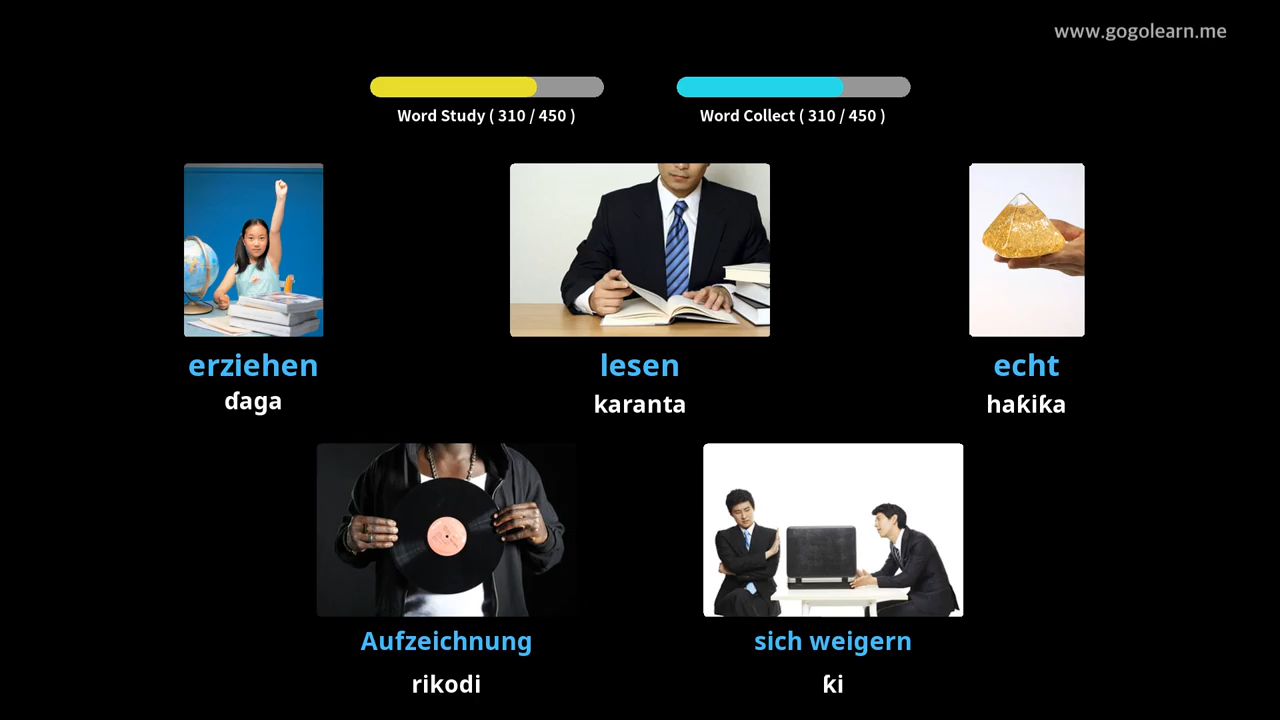 www.gogolearn.me
Word Study ( 310 / 450 )
Word Collect ( 310 / 450 )
erziehen
ɗaga
lesen
karanta
echt
haƙiƙa
Aufzeichnung
rikodi
sich weigern
ƙi